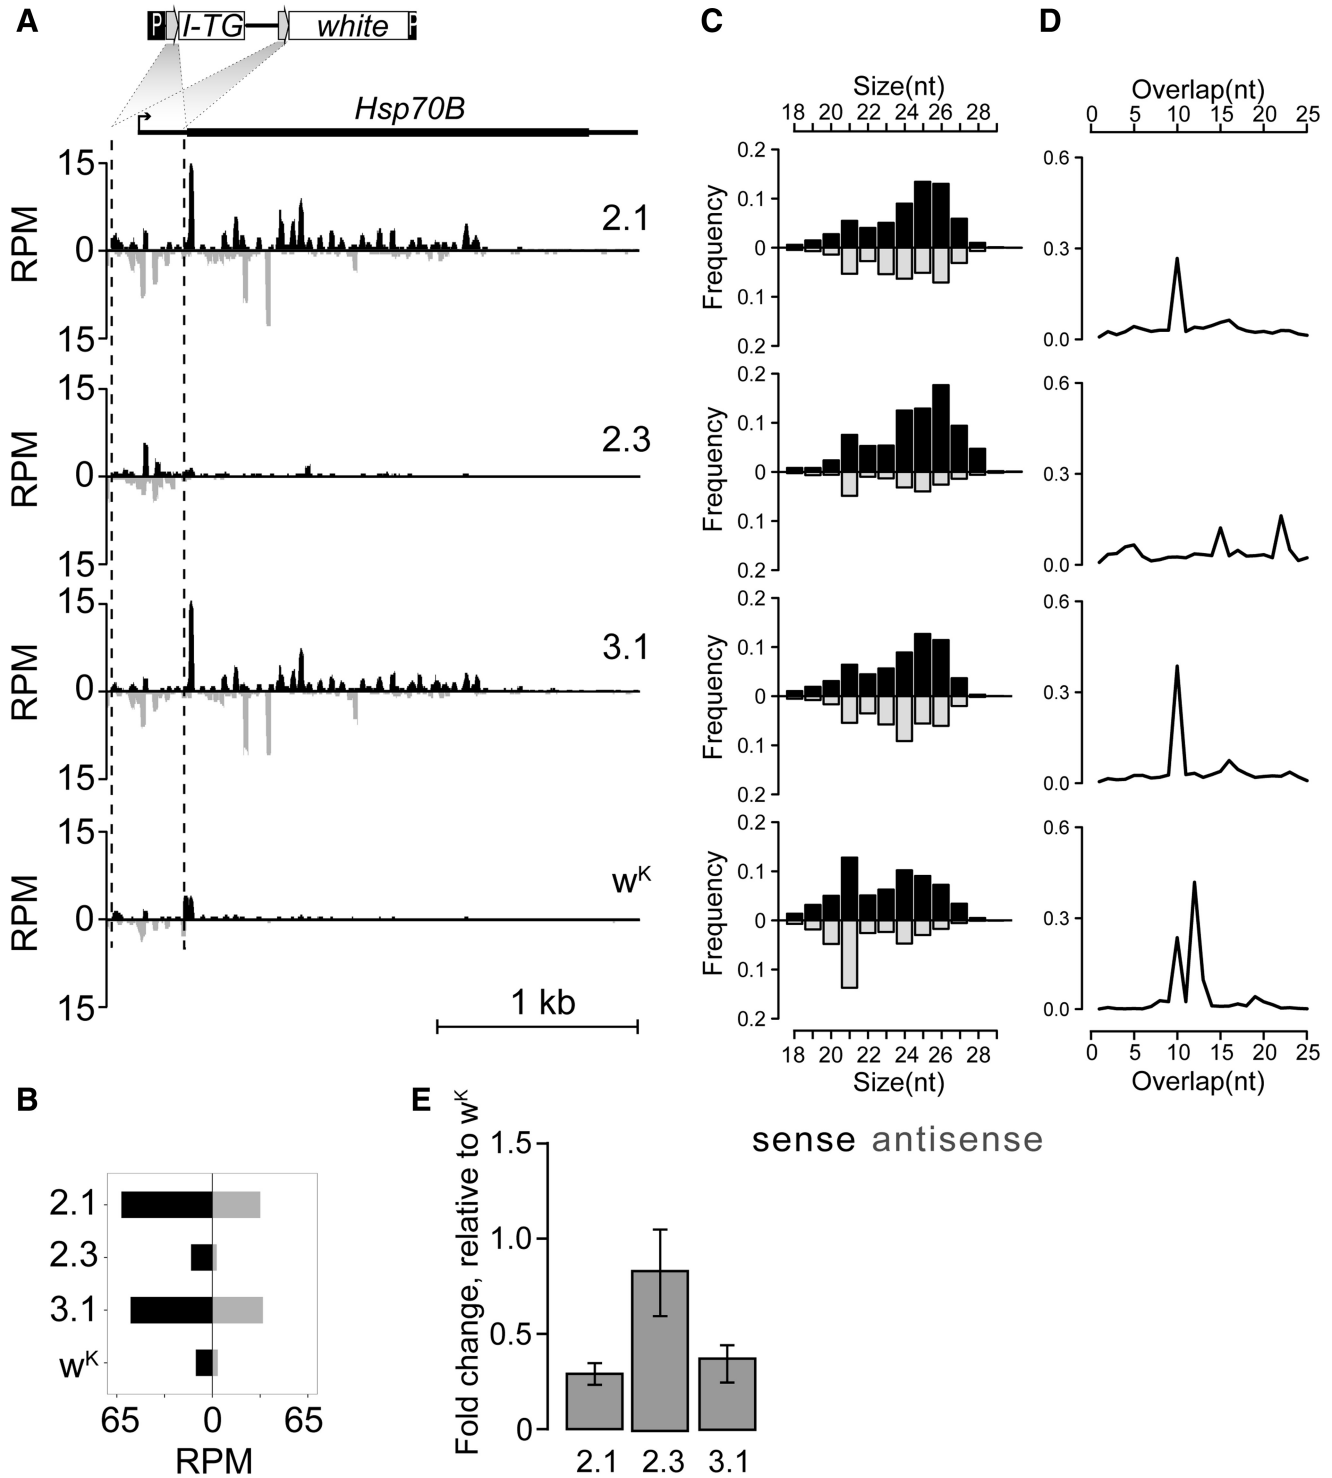 A
P I-TG white P
Hsp70B
15
0
15
RPM
2.1
15
0
15
RPM
2.3
15
0
15
RPM
3.1
15
0
15
RPM
wK
1 kb
B
2.1
2.3
3.1
wK
65 0 65
RPM
C
Size(nt)
18 20 22 24 26 28
0.2
0.1
0
0.1
0.2
Frequency
0.2
0.1
0
0.1
0.2
Frequency
0.2
0.1
0
0.1
0.2
Frequency
0.2
0.1
0
0.1
0.2
Frequency
18 20 22 24 26 28
Size(nt)
D
Overlap(nt)
0 5 10 15 20 25
0.6
0.3
0.0
0.6
0.3
0.0
0.6
0.3
0.0
0.6
0.3
0.0
0 5 10 15 20 25
Overlap(nt)
sense antisense
E
Fold change, relative to wK
1.5
1.0
0.5
0
2.1 2.3 3.1